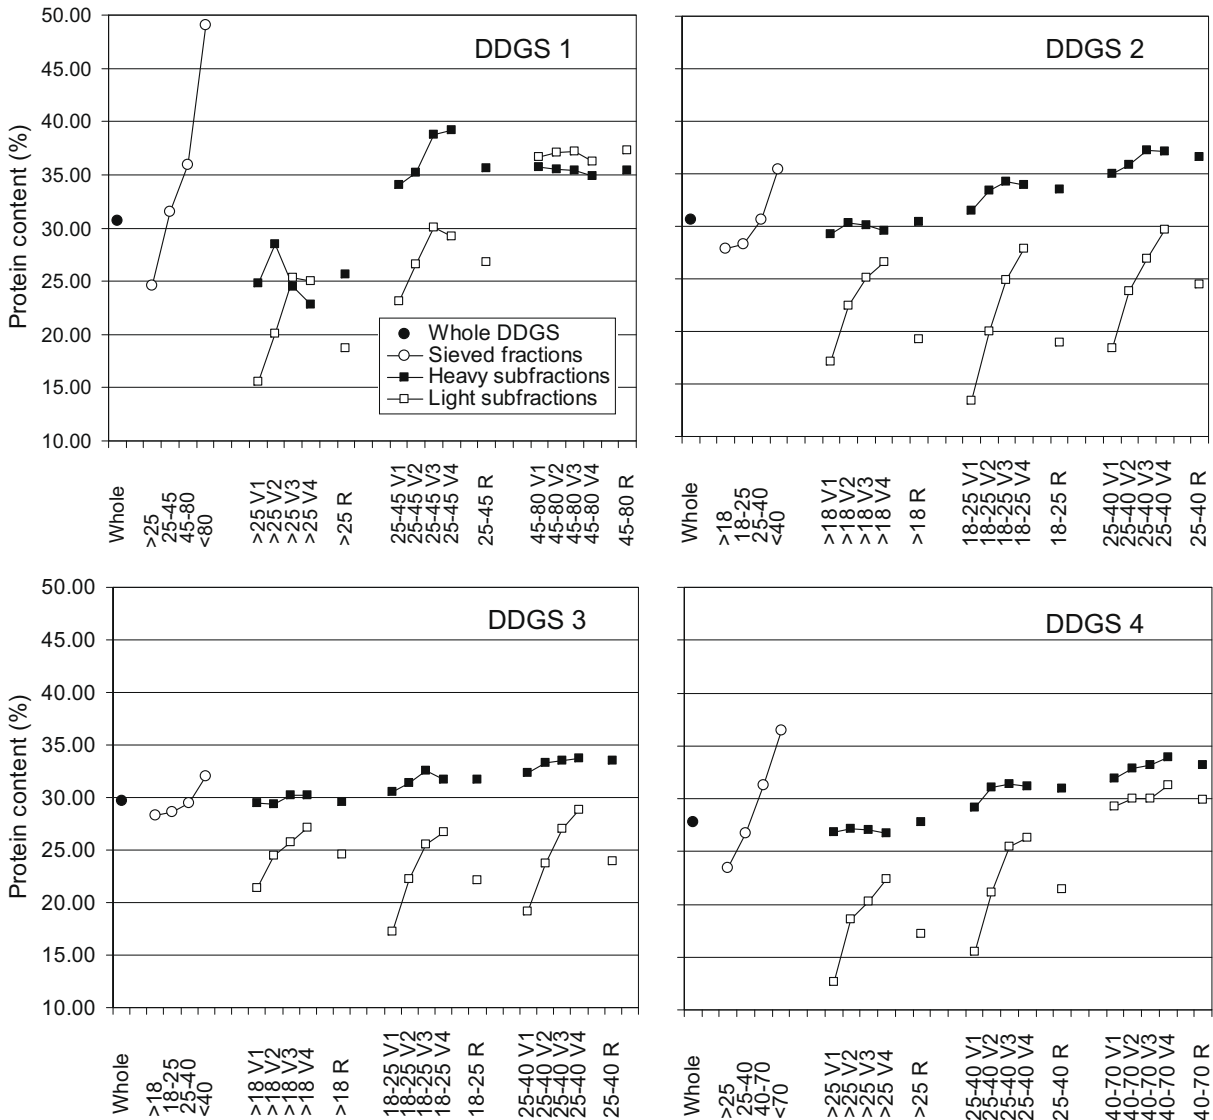 50.00
45.00
40.00
35.00
30.00
25.00
20.00
15.00
10.00
Protein content (%)
DDGS 1
Whole DDGS
Sieved fractions
Heavy subfractions
Light subfractions
Whole
>25
25-45
45-80
<80
>25 V1
>25 V2
>25 V3
>25 V4
>25 R
25-45 V1
25-45 V2
25-45 V3
25-45 V4
25-45 R
45-80 V1
45-80 V2
45-80 V3
45-80 V4
45-80 R
DDGS 2
Whole
>18
18-25
25-40
<40
>18 V1
>18 V2
>18 V3
>18 V4
>18 R
18-25 V1
18-25 V2
18-25 V3
18-25 V4
18-25 R
25-40 V1
25-40 V2
25-40 V3
25-40 V4
25-40 R
50.00
45.00
40.00
35.00
30.00
25.00
20.00
15.00
10.00
Protein content (%)
DDGS 3
Whole
>18
18-25
25-40
<40
>18 V1
>18 V2
>18 V3
>18 V4
>18 R
18-25 V1
18-25 V2
18-25 V3
18-25 V4
18-25 R
25-40 V1
25-40 V2
25-40 V3
25-40 V4
25-40 R
DDGS 4
Whole
>25
25-40
40-70
<70
>25 V1
>25 V2
>25 V3
>25 V4
>25 R
25-40 V1
25-40 V2
25-40 V3
25-40 V4
25-40 R
40-70 V1
40-70 V2
40-70 V3
40-70 V4
40-70 R